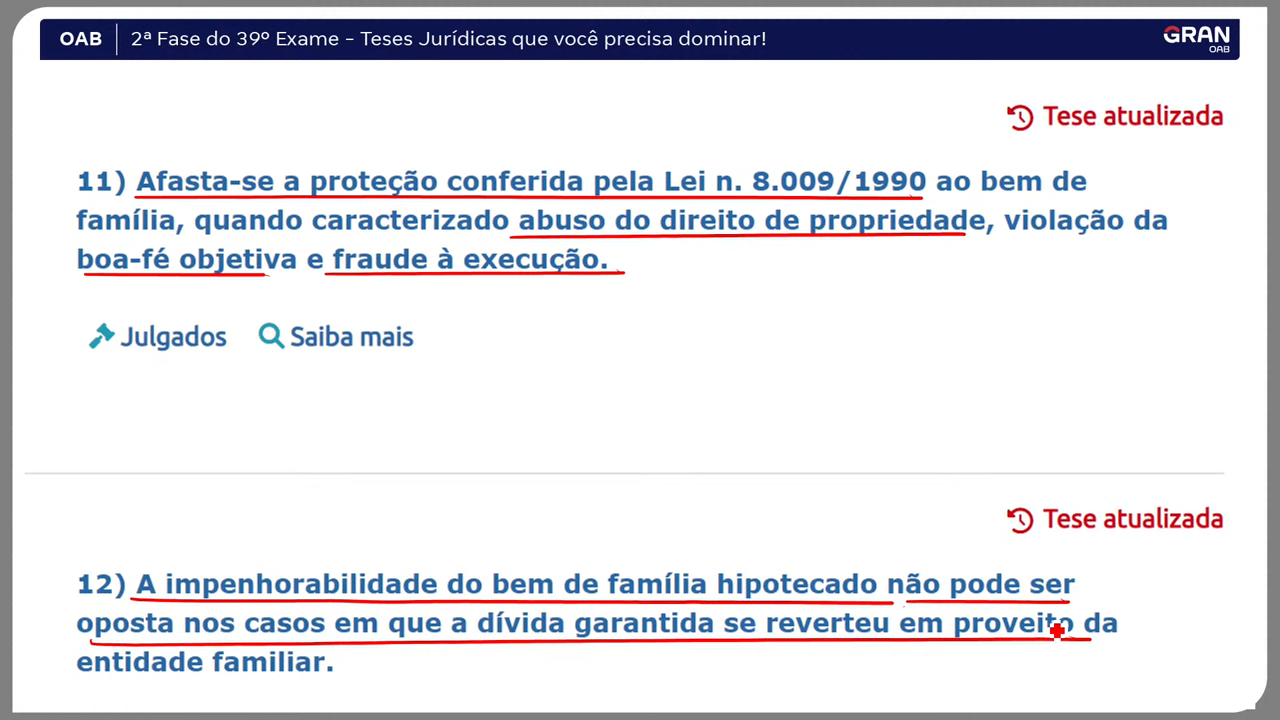 OAB 2ª Fase do 39º Exame – Teses Jurídicas que você precisa dominar!
GRAN
OAB
Tese atualizada
11) Afasta-se a proteção conferida pela Lei n. 8.009/1990 ao bem de
família, quando caracterizado abuso do direito de propriedade, violação da
boa-fé objetiva e fraude à execução.
Julgados Saiba mais
Tese atualizada
12) A impenhorabilidade do bem de família hipotecado não pode ser
oposta nos casos em que a dívida garantida se reverteu em proveito da
entidade familiar.